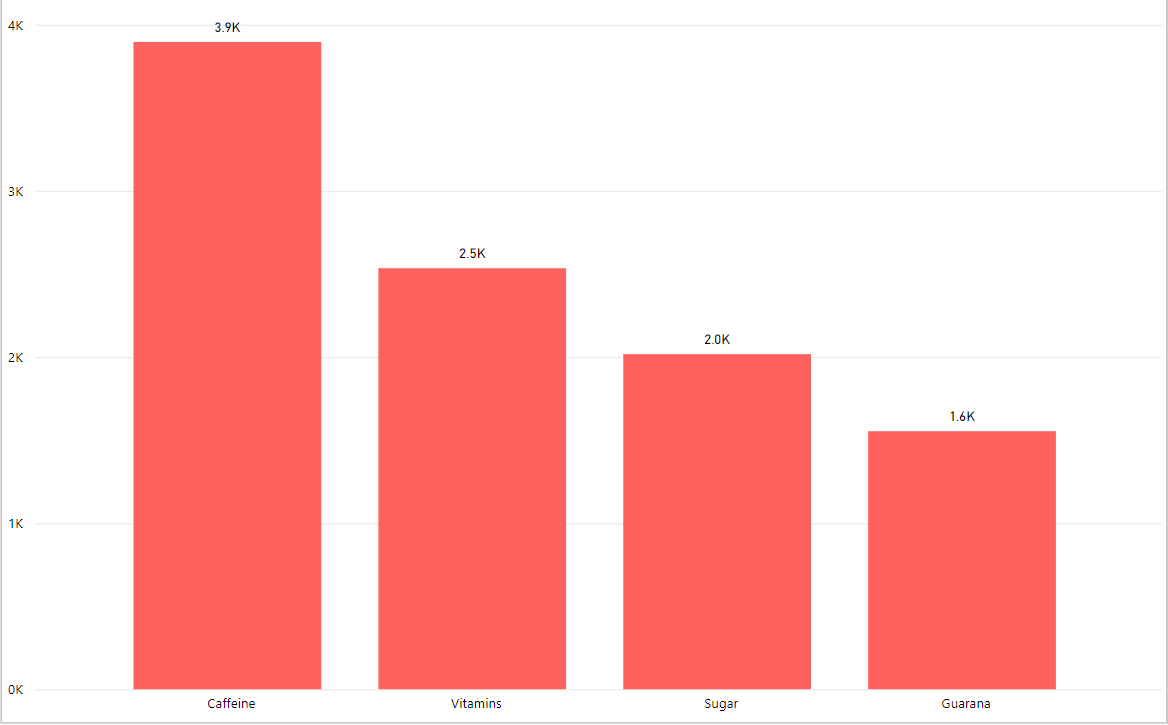 4K
3.9K
3K
2.5K
2K
2.0K
1.6K
1K
0K
Caffeine Vitamins Sugar Guarana